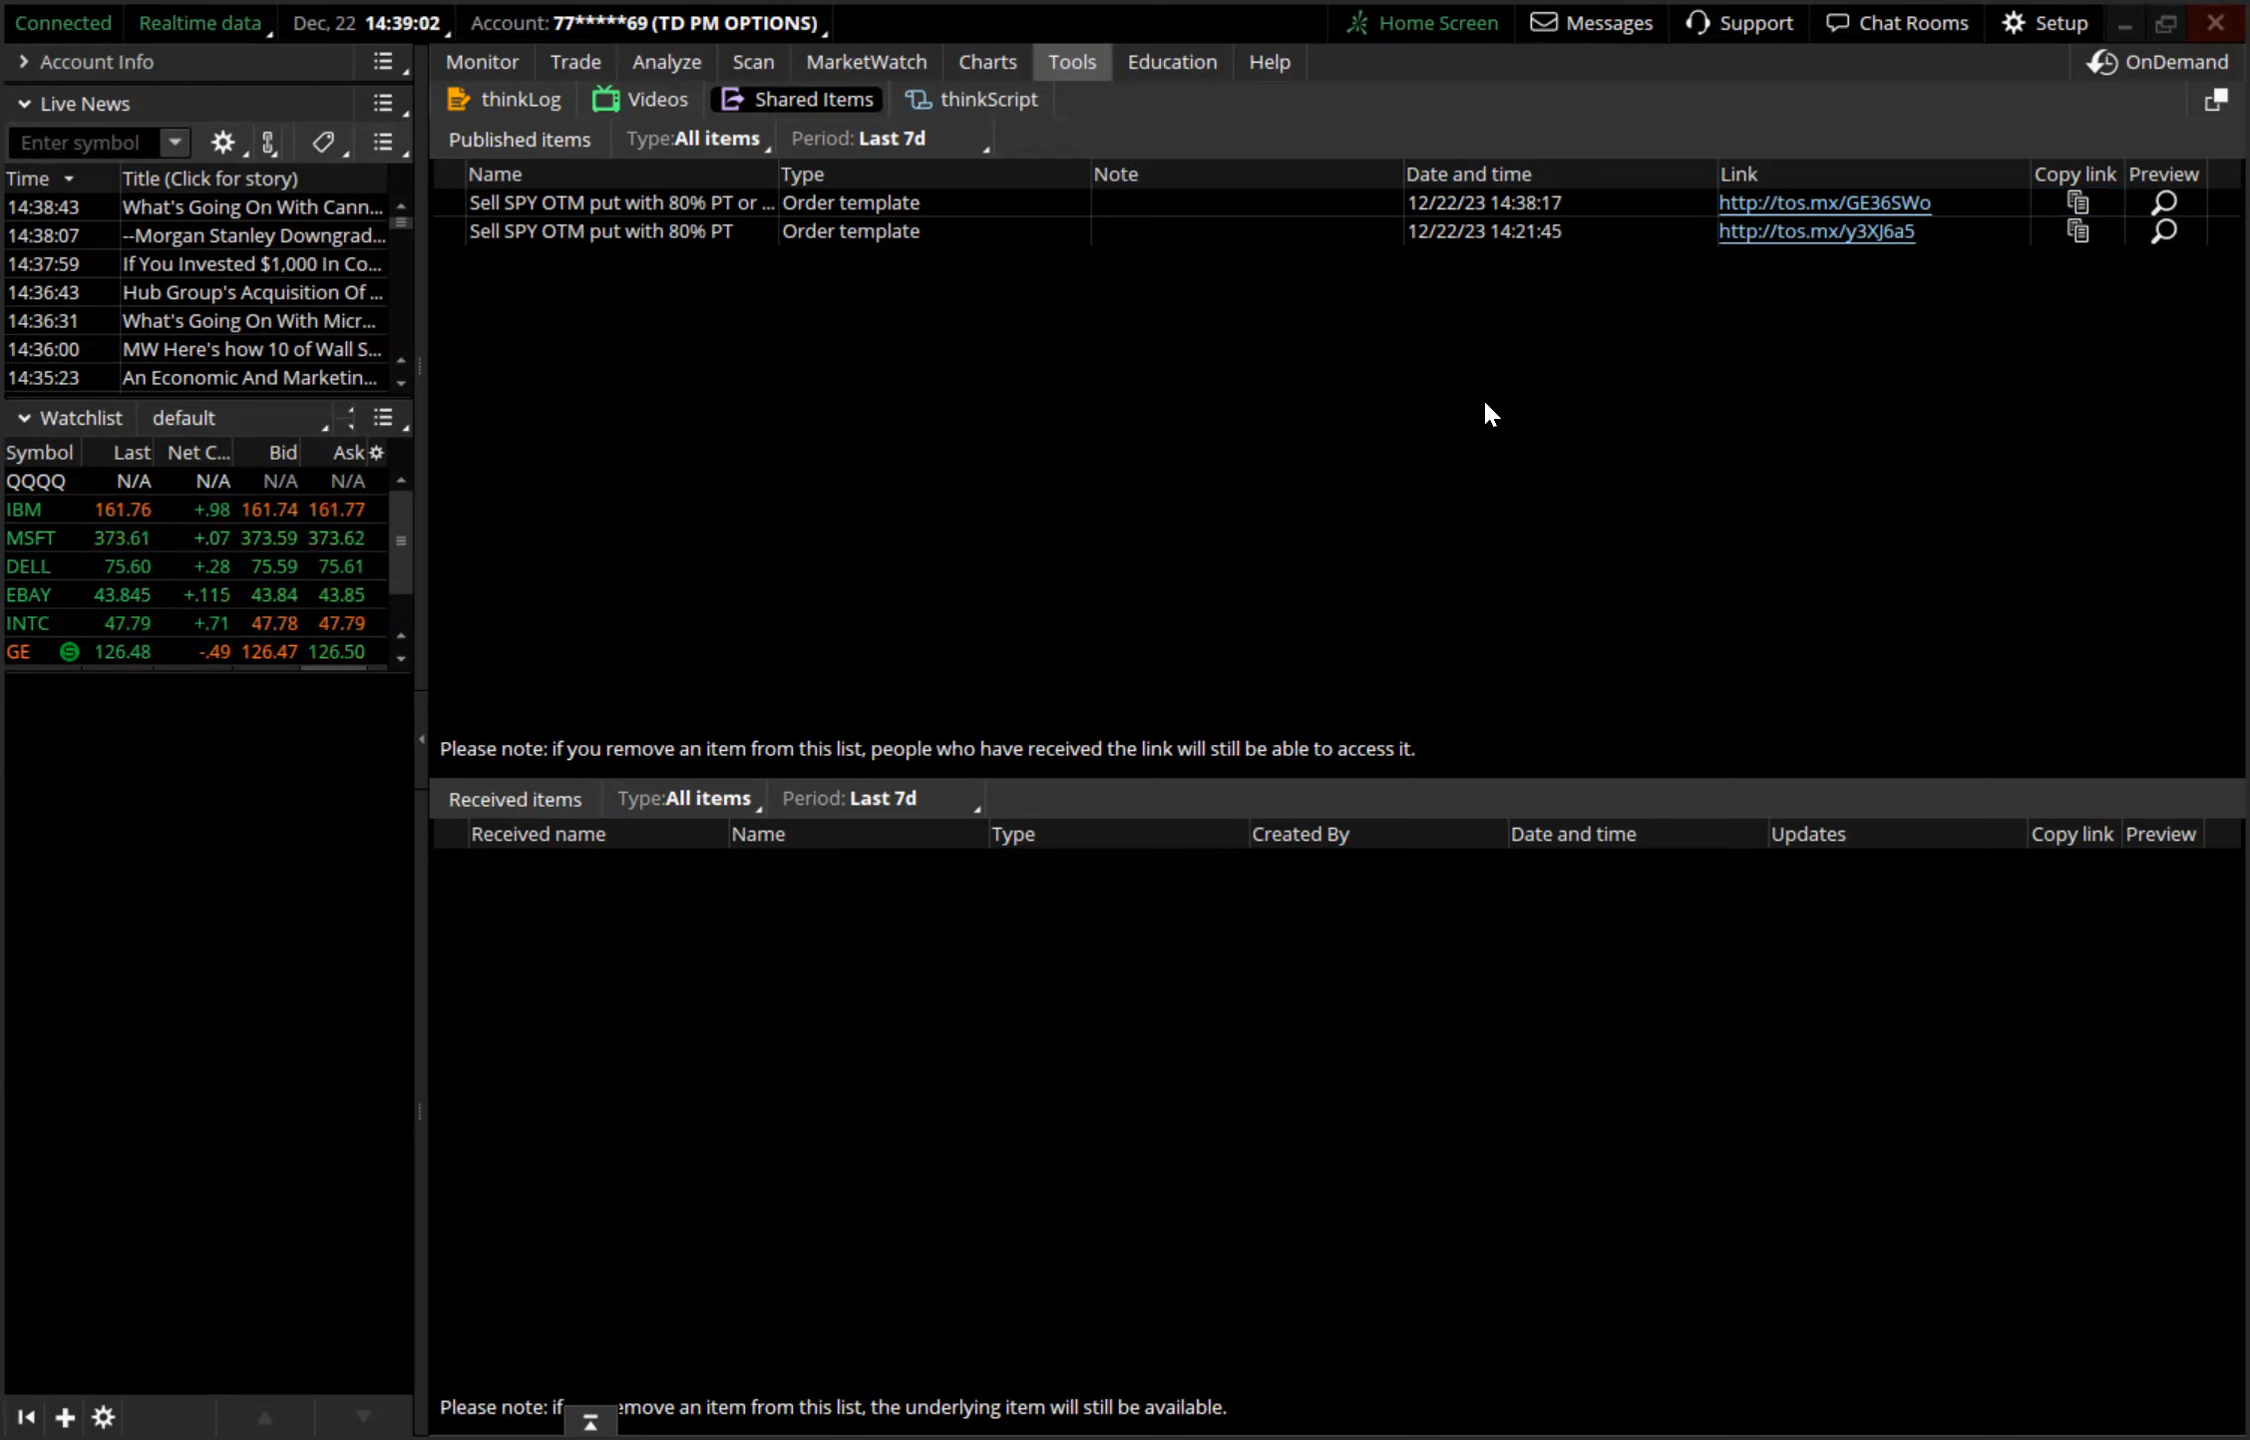 Connected Realtime data Dec, 22 14:39:02 Account: 77*****69 (TD PM OPTIONS) Home Screen Messages Support Chat Rooms Setup
Account Info
Monitor Trade Analyze Scan MarketWatch Charts Tools Education Help OnDemand
Live News
thinkLog Videos Shared Items thinkScript
Enter symbol
Published items Type:All items Period: Last 7d
Time Title (Click for story)
14:38:43 What's Going On With Cann...
14:38:07 --Morgan Stanley Downgrad...
14:37:59 If You Invested $1,000 In Co...
14:36:43 Hub Group's Acquisition Of ...
14:36:31 What's Going On With Micr...
14:36:00 MW Here's how 10 of Wall S...
14:35:23 An Economic And Marketin...
Name Type Note Date and time Link Copy link Preview
Sell SPY OTM put with 80% PT or ... Order template 12/22/23 14:38:17 http://tos.mx/GE36SWo
Sell SPY OTM put with 80% PT Order template 12/22/23 14:21:45 http://tos.mx/y3XJ6a5
Watchlist default
Symbol Last Net C... Bid Ask
QQQQ N/A N/A N/A N/A
IBM 161.76 +.98 161.74 161.77
MSFT 373.61 +.07 373.59 373.62
DELL 75.60 +.28 75.59 75.61
EBAY 43.845 +.115 43.84 43.85
INTC 47.79 +.71 47.78 47.79
GE 126.48 -.49 126.47 126.50
Please note: if you remove an item from this list, people who have received the link will still be able to access it.
Received items Type:All items Period: Last 7d
Received name Name Type Created By Date and time Updates Copy link Preview
Please note: if emove an item from this list, the underlying item will still be available.